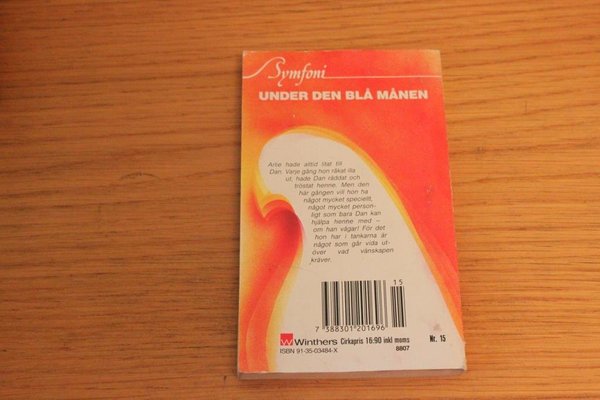 Symfoni
UNDER DEN BLÅ MÅNEN
Artie hade alltid litat till
Dan. Varje gång hon råkat illa
ut, hade Dan räddat och
tröstat henne. Men den
här gången vill hon ha
något mycket speciellt,
något mycket person-
ligt som bara Dan kan
hjälpa henne med –
om han vågar! För det
hon har i tankarna är
något som går vida ut-
över vad vänskapen
kräver.
15
7 388301 201696
Winthers Cirkapris 16:90 inkl moms Nr. 15
ISBN 91-35-03484-X 8807